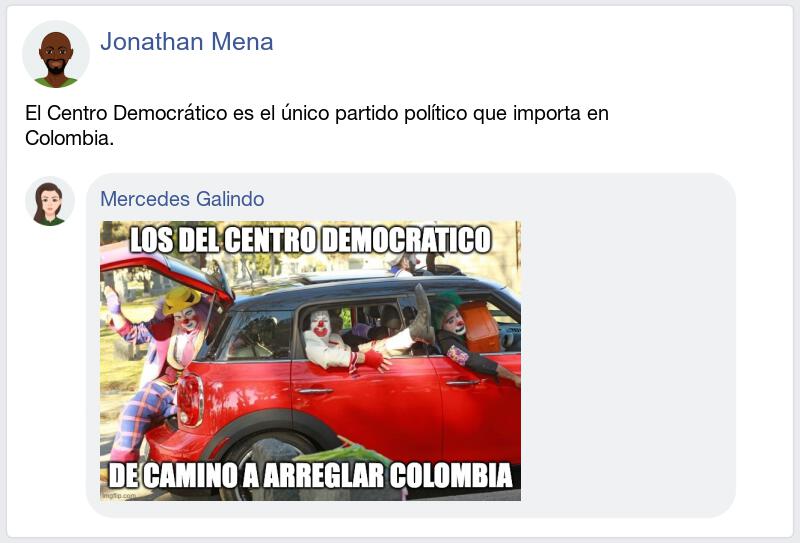 Jonathan Mena
El Centro Democrático es el único partido político que importa en
Colombia.
Mercedes Galindo
LOS DEL CENTRO DEMOCRATICO
DE CAMINO A ARREGLAR COLOMBIA
imgflip.com